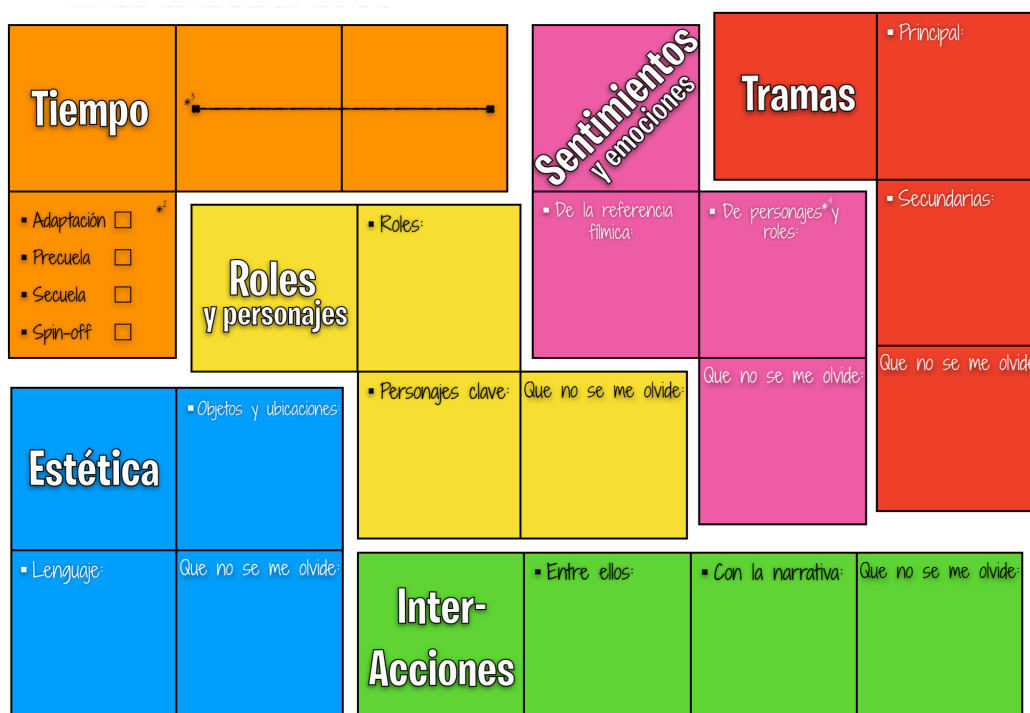 Tiempo
*3
▪ Adaptación ☐ *2
▪ Precuela ☐
▪ Secuela ☐
▪ Spin-off ☐
Roles
y personajes
▪ Roles:
▪ Personajes clave:
Que no se me olvide:
Sentimientos
y emociones
▪ De la referencia
fílmica:
▪ De personajes*4 y
roles:
Que no se me olvide:
Tramas
▪ Principal:
▪ Secundarias:
Que no se me olvide
Estética
▪ Objetos y ubicaciones:
▪ Lenguaje:
Que no se me olvide:
Inter-
Acciones
▪ Entre ellos:
▪ Con la narrativa:
Que no se me olvide: